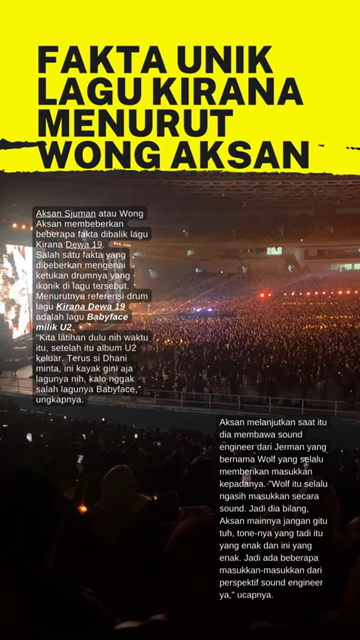 FAKTA UNIK
LAGU KIRANA
MENURUT
WONG AKSAN
Aksan Sjuman atau Wong
Aksan membeberkan
beberapa fakta dibalik lagu
Kirana Dewa 19.
Salah satu fakta yang
dibeberkan mengenai
ketukan drumnya yang
ikonik di lagu tersebut.
Menurutnya referensi drum
lagu Kirana Dewa 19
adalah lagu Babyface
milik U2.
"Kita latihan dulu nih waktu
itu, setelah itu album U2
keluar. Terus si Dhani
minta, ini kayak gini aja
lagunya nih, kalo nggak
salah lagunya Babyface,"
ungkapnya.
Aksan melanjutkan saat itu
dia membawa sound
engineer dari Jerman yang
bernama Wolf yang selalu
memberikan masukkan
kepadanya. "Wolf itu selalu
ngasih masukkan secara
sound. Jadi dia bilang,
Aksan mainnya jangan gitu
tuh, tone-nya yang tadi itu
yang enak dan ini yang
enak. Jadi ada beberapa
masukkan-masukkan dari
perspektif sound engineer
ya," ucapnya.